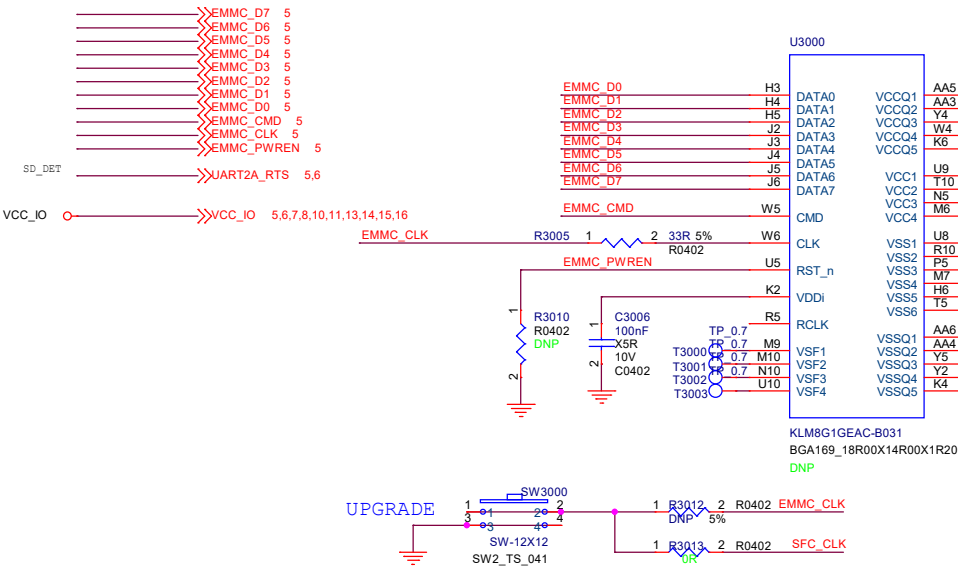 EMMC_D7 5
EMMC_D6 5
EMMC_D5 5
EMMC_D4 5
EMMC_D3 5
EMMC_D2 5
EMMC_D1 5
EMMC_D0 5
EMMC_CMD 5
EMMC_CLK 5
EMMC_PWREN 5
SD_DET UART2A_RTS 5,6
VCC_IO VCC_IO 5,6,7,8,10,11,13,14,15,16
U3000
EMMC_D0 H3 DATA0
EMMC_D1 H4 DATA1
EMMC_D2 H5 DATA2
EMMC_D3 J2 DATA3
EMMC_D4 J3 DATA4
EMMC_D5 J4 DATA5
EMMC_D6 J5 DATA6
EMMC_D7 J6 DATA7
EMMC_CMD W5 CMD
EMMC_CLK R3005 1 2 33R 5% W6 CLK
R0402
EMMC_PWREN U5 RST_n
K2 VDDi
R5 RCLK
TP_0.7
T3000 M9 VSF1
TP_0.7
T3001 M10 VSF2
TP_0.7
T3002 N10 VSF3
TP_0.7
T3003 U10 VSF4
VCCQ1 AA5
VCCQ2 AA3
VCCQ3 Y4
VCCQ4 W4
VCCQ5 K6
VCC1 U9
VCC2 T10
VCC3 N5
VCC4 M6
VSS1 U8
VSS2 R10
VSS3 P5
VSS4 M7
VSS5 H6
VSS6 T5
VSSQ1 AA6
VSSQ2 AA4
VSSQ3 Y5
VSSQ4 Y2
VSSQ5 K4
1
R3010
R0402
DNP
2
1
C3006
100nF
X5R
10V
C0402
2
KLM8G1GEAC-B031
BGA169_18R00X14R00X1R20
DNP
UPGRADE
SW3000
1 1 2 2
3 3 4 4
SW-12X12
SW2_TS_041
1 R3012 2 R0402 EMMC_CLK
DNP 5%
1 R3013 2 R0402 SFC_CLK
0R